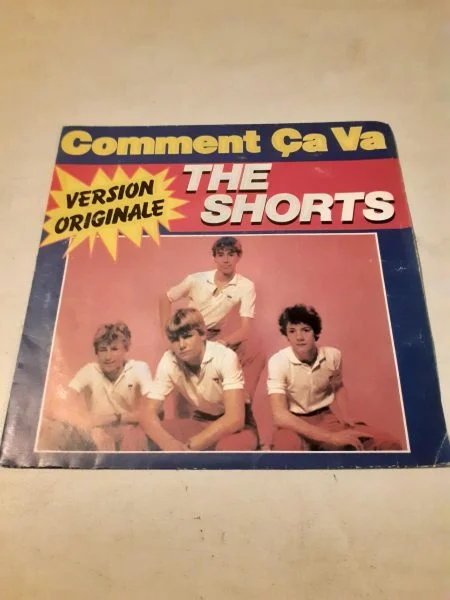 Comment Ça Va
THE
SHORTS
VERSION
ORIGINALE